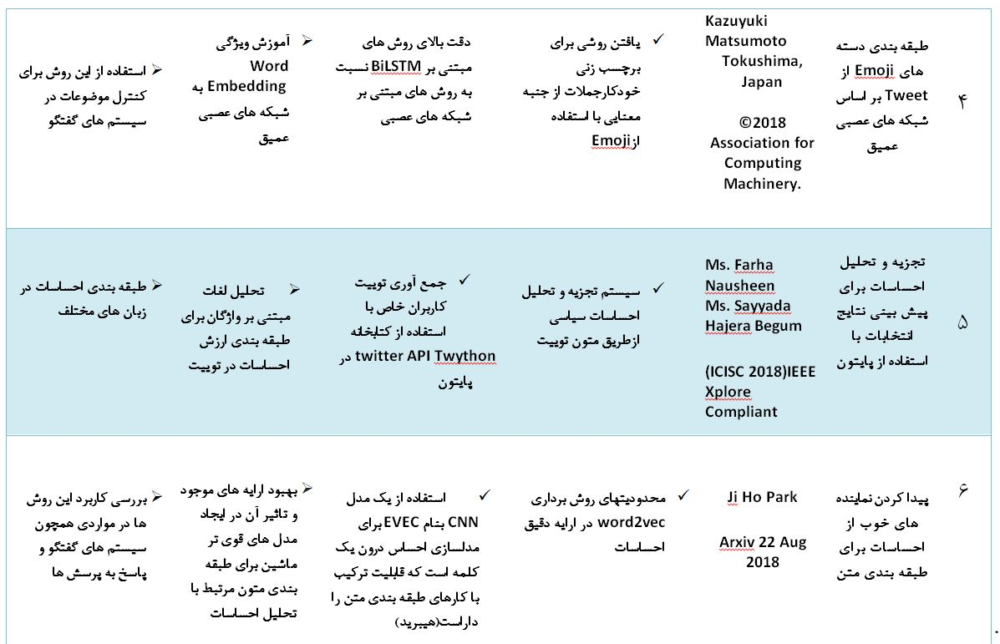 ۴
طبقه بندی دسته
های Emoji از
Tweet بر اساس
شبکه های عصبی
عمیق
Kazuyuki
Matsumoto
Tokushima,
Japan
©2018
Association for
Computing
Machinery.
✓ یافتن روشی برای
برچسب زنی
خودکارجملات از جنبه
معنایی با استفاده
ازEmoji
دقت بالای روش های
مبتنی بر BiLSTM نسبت
به روش های مبتنی بر
شبکه های عصبی
➢ آموزش ویژگی
Word
Embedding به
شبکه های عصبی
عمیق
➢ استفاده از این روش برای
کنترل موضوعات در
سیستم های گفتگو
۵
تجزیه و تحلیل
احساسات برای
پیش بینی نتایج
انتخابات با
استفاده از پایتون
Ms. Farha
Nausheen
Ms. Sayyada
Hajera Begum
(ICISC 2018)IEEE
Xplore
Compliant
✓ سیستم تجزیه و تحلیل
احساسات سیاسی
ازطریق متون توییت
✓ جمع آوری توییت
کاربران خاص با
استفاده از کتابخانه
twitter API Twython در
پایتون
➢ تحلیل لغات
مبتنی بر واژگان برای
طبقه بندی ارزش
احساسات در توییت
➢ طبقه بندی احساسات در
زبان های مختلف
۶
پیدا کردن نماینده
های خوب از
احساسات برای
طبقه بندی متن
Ji Ho Park
Arxiv 22 Aug
2018
✓ محدودیتهای روش برداری
word2vec در ارایه دقیق
احساسات
✓ استفاده از یک مدل
CNN بنام EVEC برای
مدلسازی احساس درون یک
کلمه است که قابلیت ترکیب
با کارهای طبقه بندی متن را
داراست(هیبرید)
➢ بهبود ارایه های موجود
و تاثیر آن در ایجاد
مدل های قوی تر
ماشین برای طبقه
بندی متون مرتبط با
تحلیل احساسات
➢ بررسی کاربرد این روش
ها در مواردی همچون
سیستم های گفتگو و
پاسخ به پرسش ها
.